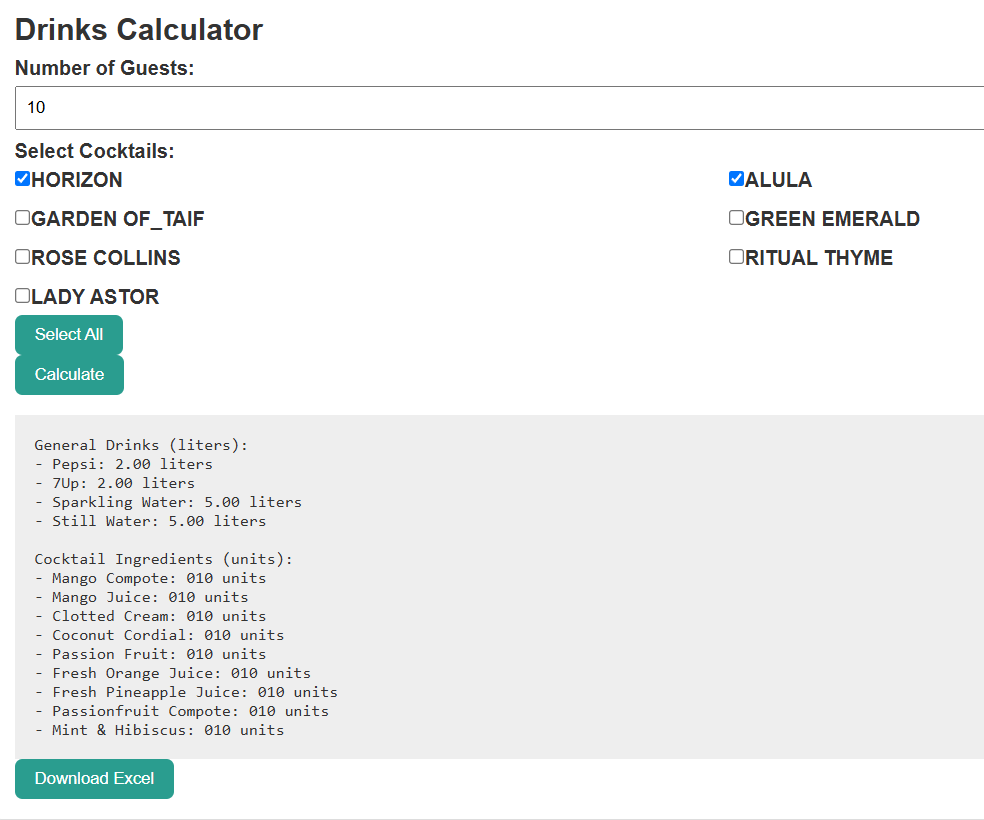 Drinks Calculator
Number of Guests:
10
Select Cocktails:
HORIZON
ALULA
GARDEN OF_TAIF
GREEN EMERALD
ROSE COLLINS
RITUAL THYME
LADY ASTOR
Select All
Calculate
General Drinks (liters):
- Pepsi: 2.00 liters
- 7Up: 2.00 liters
- Sparkling Water: 5.00 liters
- Still Water: 5.00 liters
Cocktail Ingredients (units):
- Mango Compote: 010 units
- Mango Juice: 010 units
- Clotted Cream: 010 units
- Coconut Cordial: 010 units
- Passion Fruit: 010 units
- Fresh Orange Juice: 010 units
- Fresh Pineapple Juice: 010 units
- Passionfruit Compote: 010 units
- Mint & Hibiscus: 010 units
Download Excel